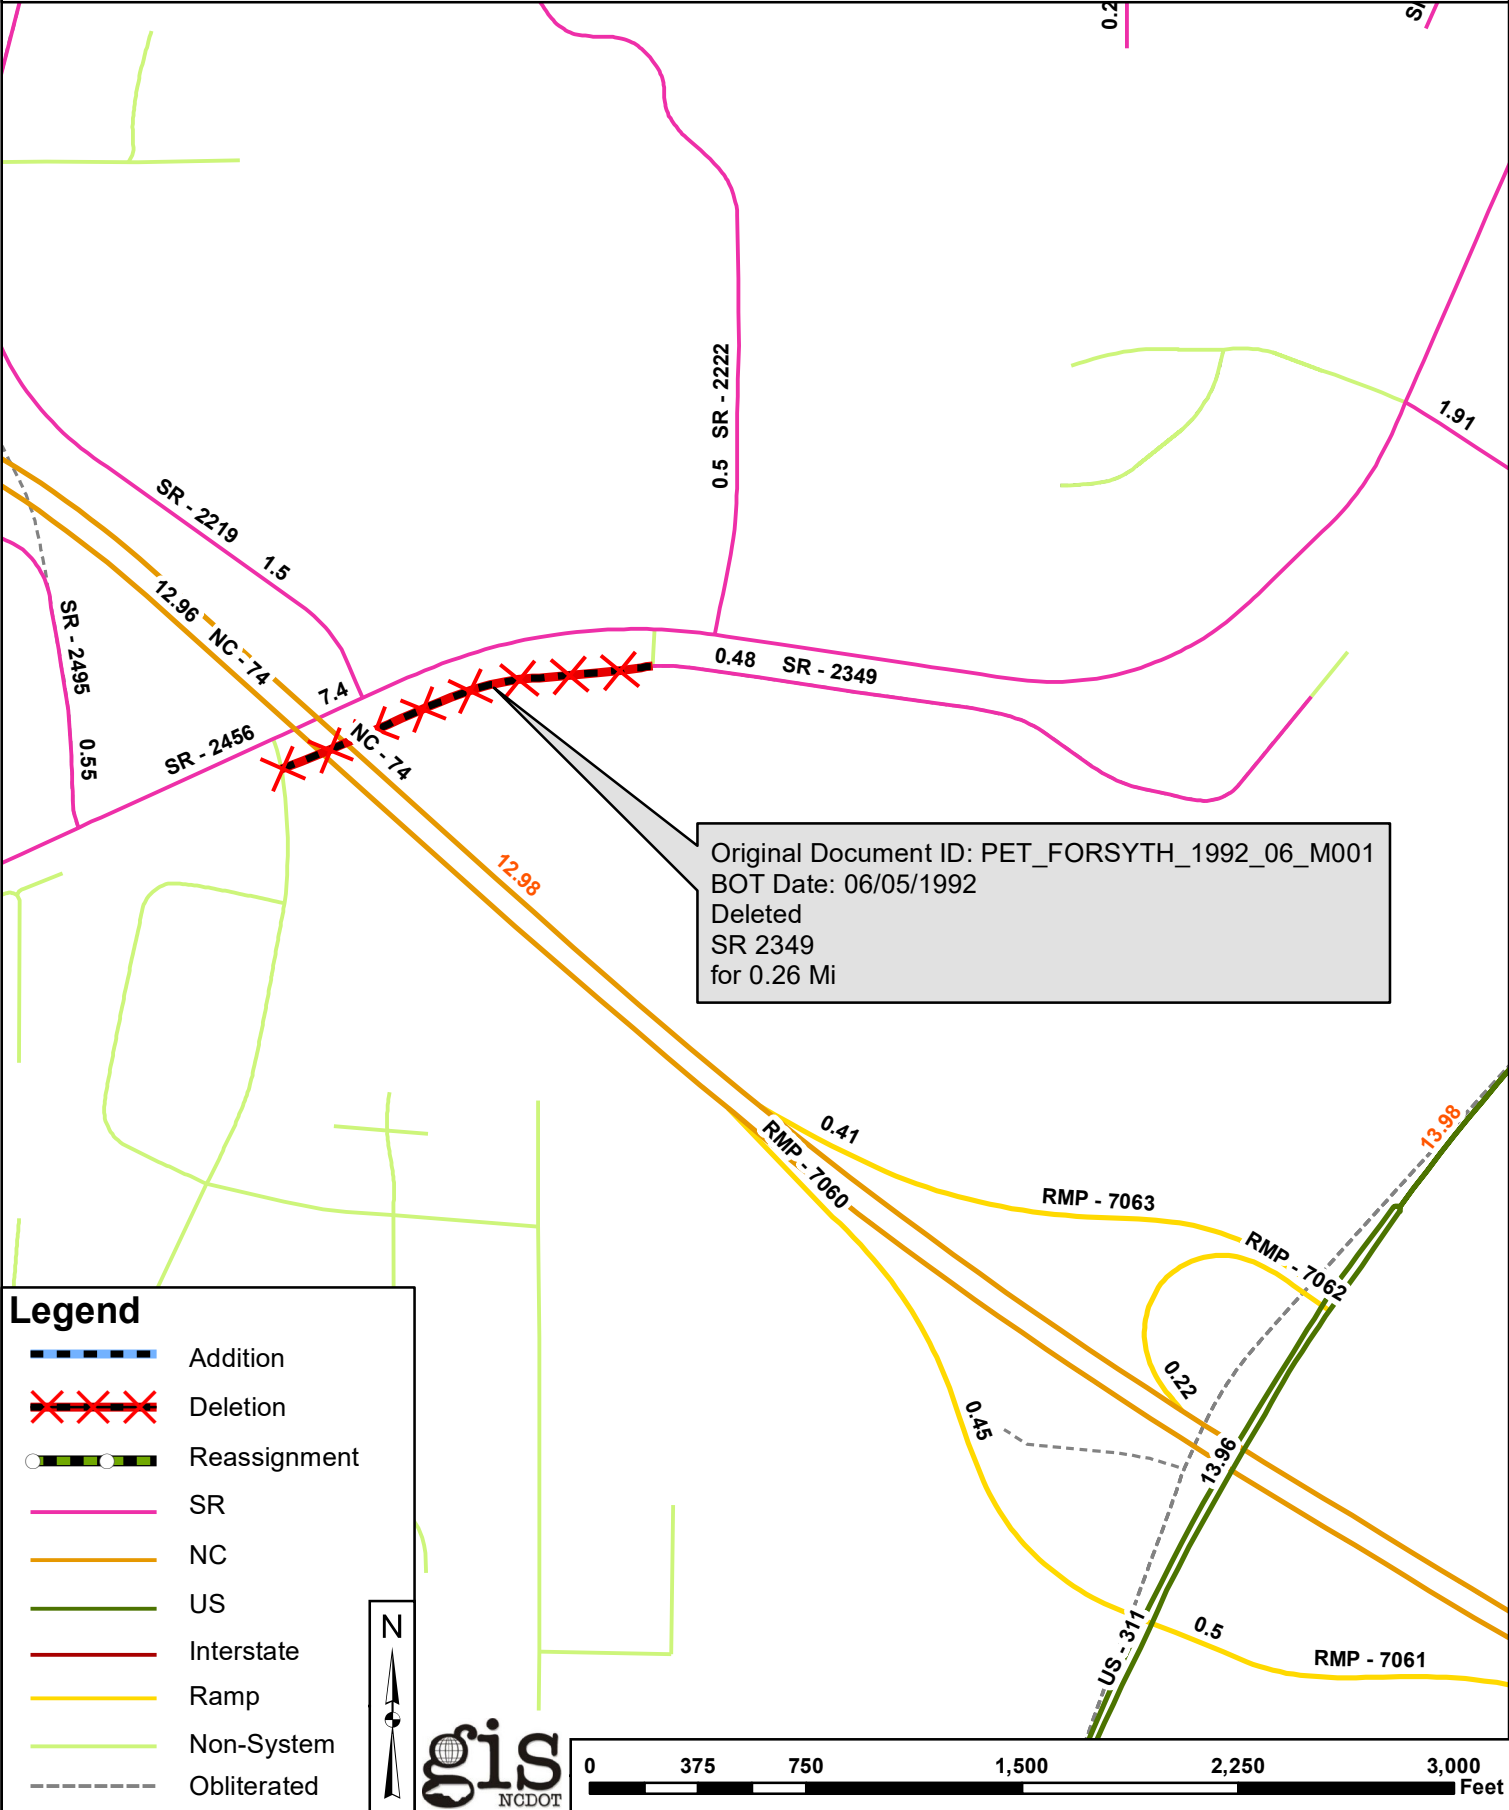 0.2
SR - 2222
0.5
1.91
SR - 2219
1.5
12.96
NC - 74
SR - 2495
0.55
7.4
SR - 2456
NC - 74
0.48 SR - 2349
12.98
Original Document ID: PET_FORSYTH_1992_06_M001
BOT Date: 06/05/1992
Deleted
SR 2349
for 0.26 Mi
0.41
RMP - 7060
RMP - 7063
RMP - 7062
13.98
0.22
0.45
13.96
US - 311
0.5
RMP - 7061
Legend
Addition
Deletion
Reassignment
SR
NC
US
Interstate
Ramp
Non-System
Obliterated
N
gis
NCDOT
0 375 750 1,500 2,250 3,000
Feet